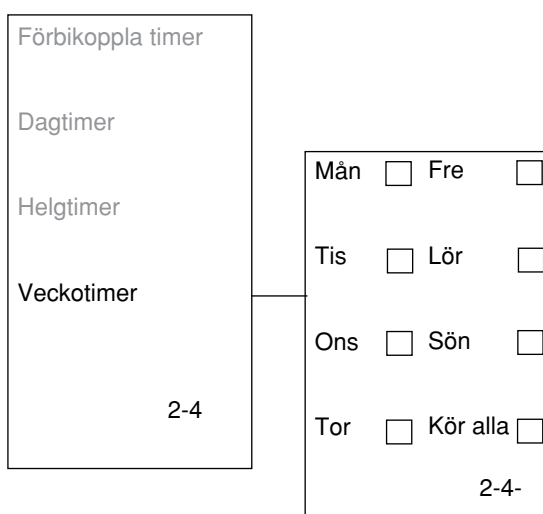 Förbikoppla timer
Dagtimer
Helgtimer
Veckotimer
2-4
Mån Fre
Tis Lör
Ons Sön
Tor Kör alla
2-4-